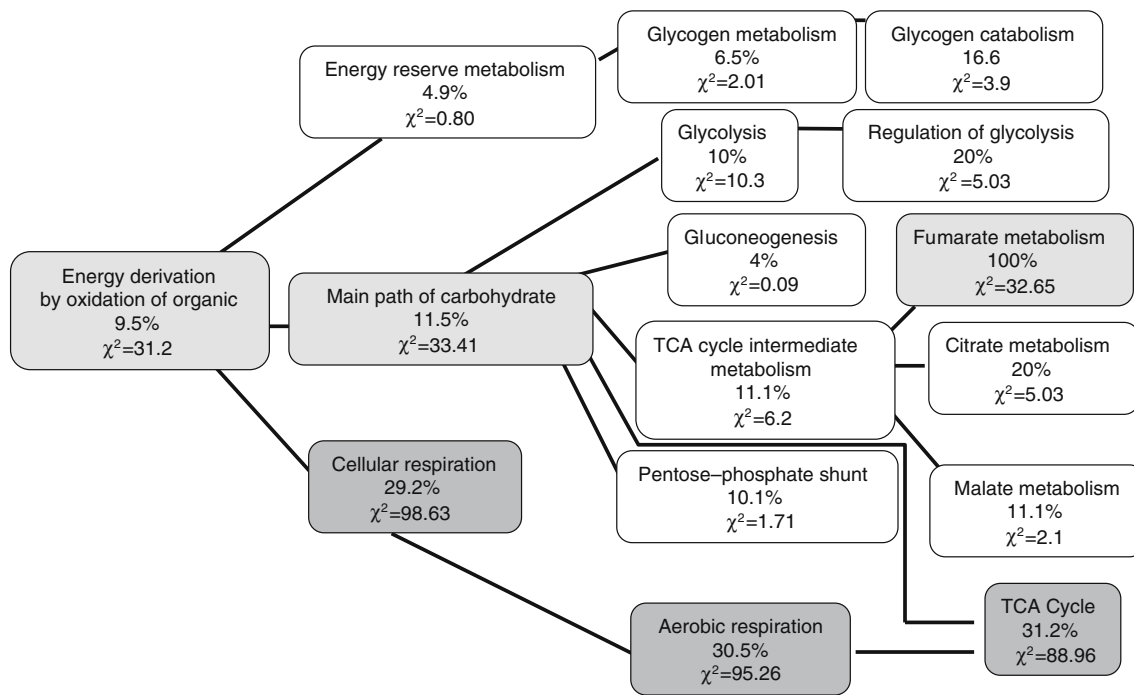 Glycogen metabolism
6.5%
χ²=2.01
Glycogen catabolism
16.6
χ²=3.9
Energy reserve metabolism
4.9%
χ²=0.80
Glycolysis
10%
χ²=10.3
Regulation of glycolysis
20%
χ²=5.03
Gluconeogenesis
4%
χ²=0.09
Fumarate metabolism
100%
χ²=32.65
Energy derivation
by oxidation of organic
9.5%
χ²=31.2
Main path of carbohydrate
11.5%
χ²=33.41
TCA cycle intermediate
metabolism
11.1%
χ²=6.2
Citrate metabolism
20%
χ²=5.03
Cellular respiration
29.2%
χ²=98.63
Pentose–phosphate shunt
10.1%
χ²=1.71
Malate metabolism
11.1%
χ²=2.1
Aerobic respiration
30.5%
χ²=95.26
TCA Cycle
31.2%
χ²=88.96